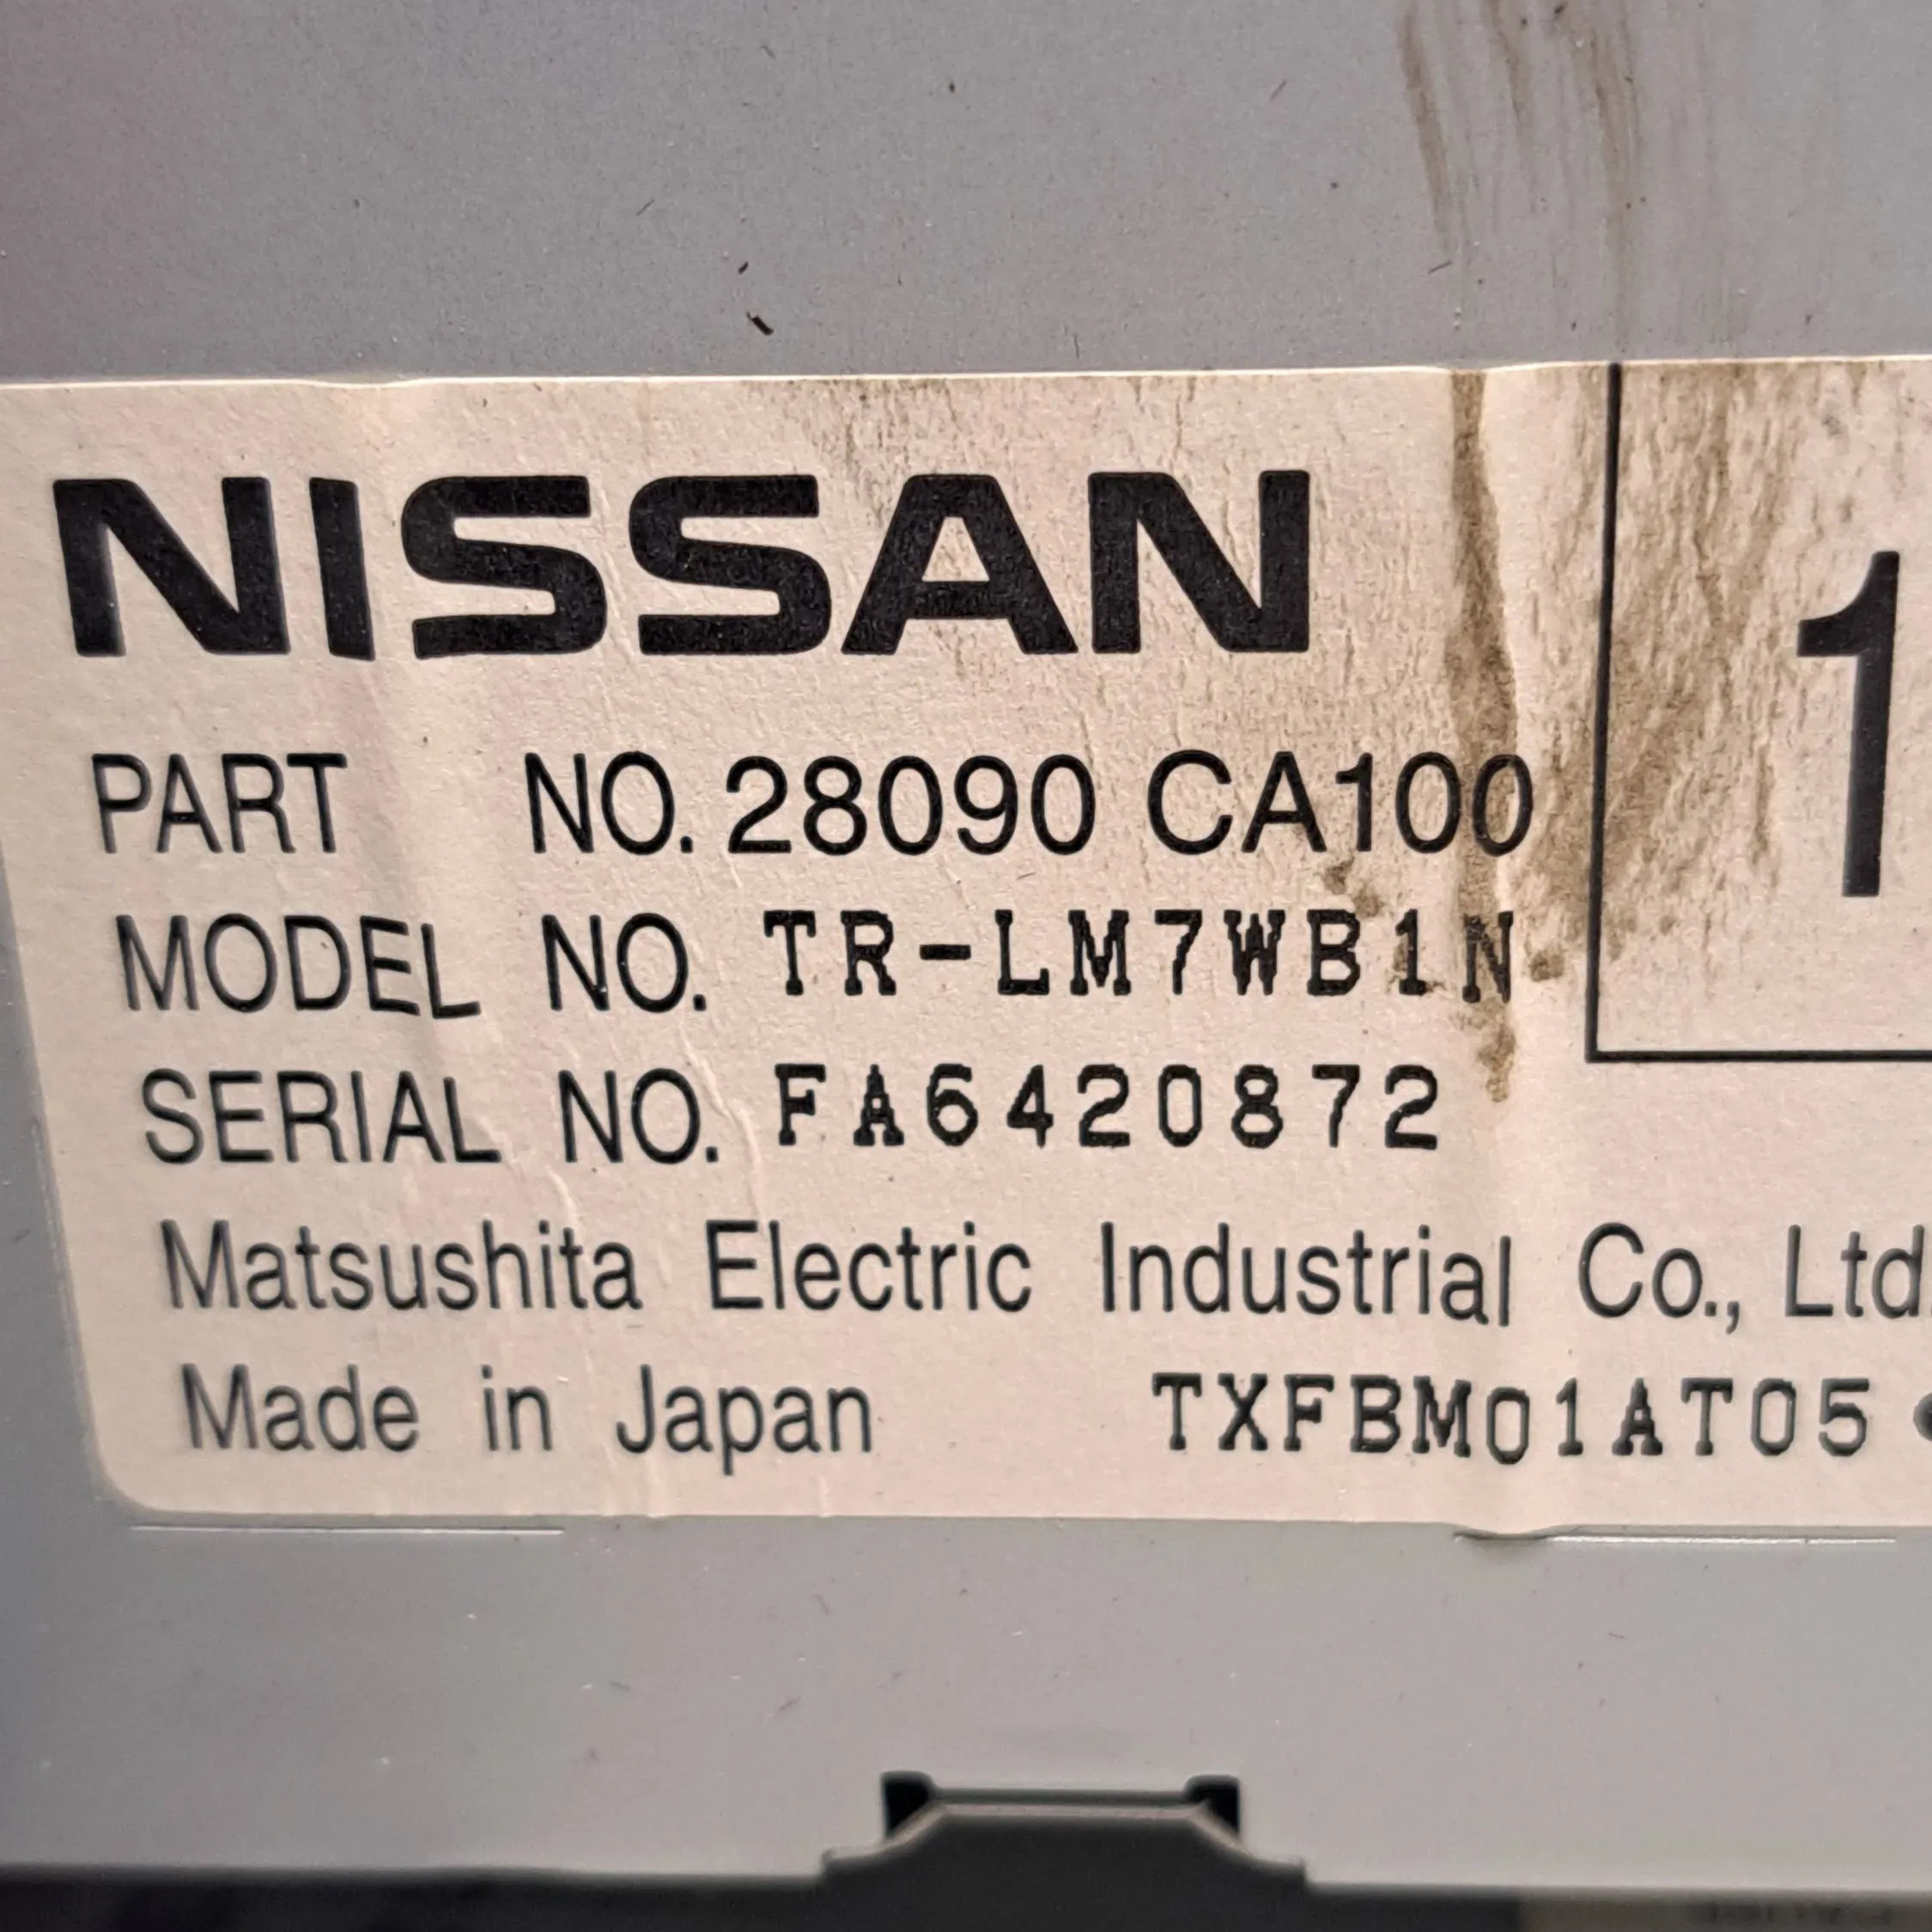 NISSAN
1
PART NO. 28090 CA100
MODEL NO. TR-LM7WB1N
SERIAL NO. FA6420872
Matsushita Electric Industrial Co., Ltd.
Made in Japan TXFBM01AT05